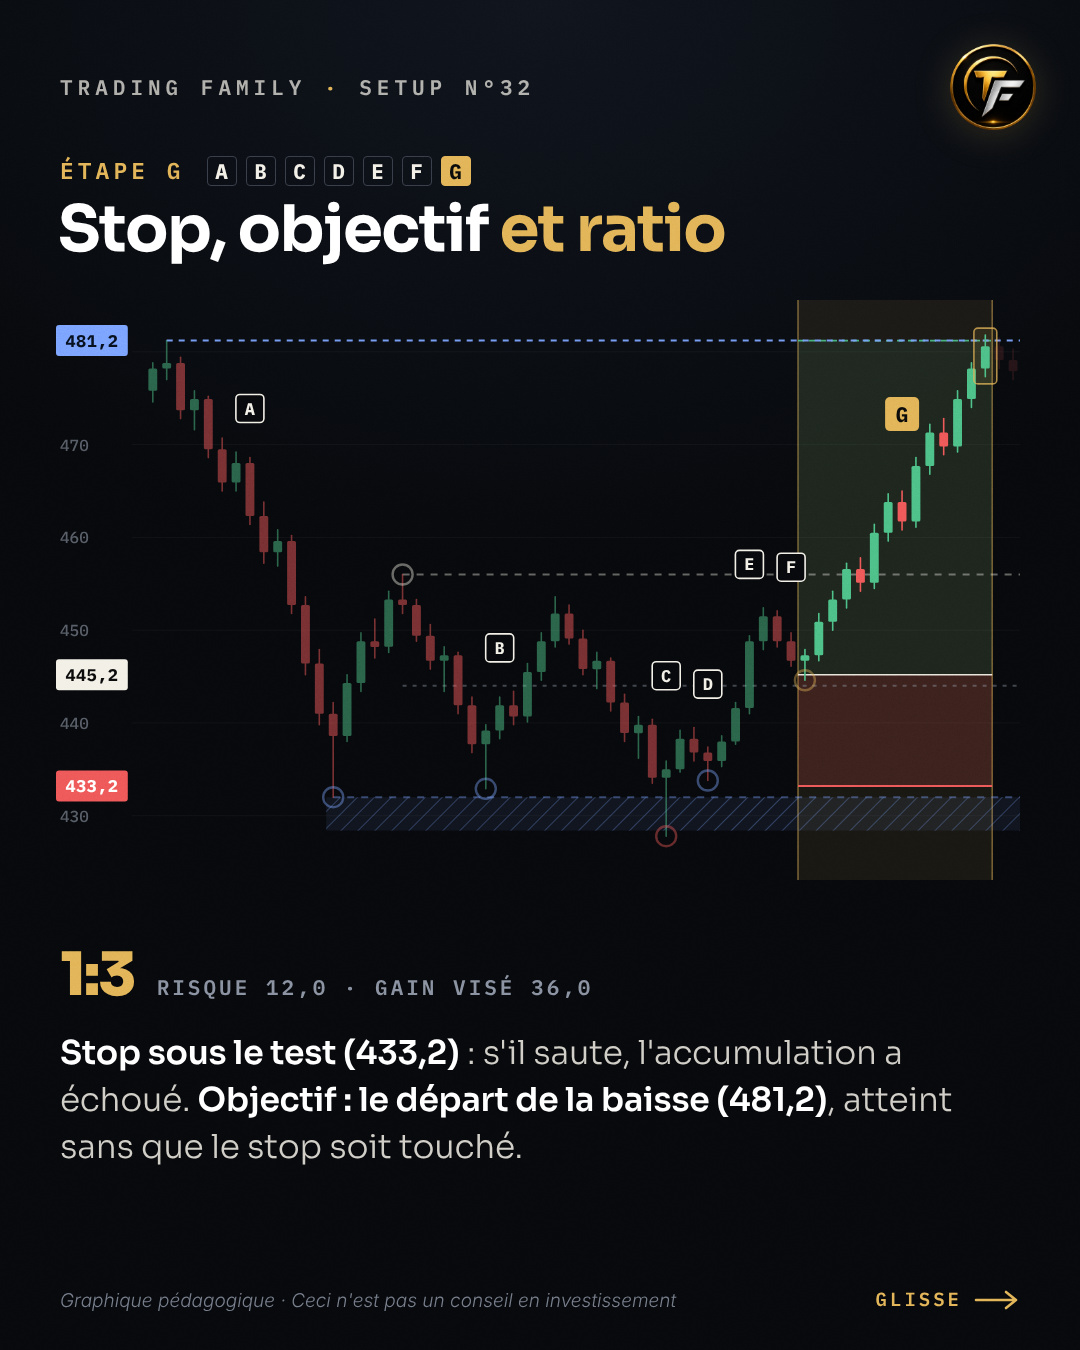 TRADING FAMILY · SETUP N°32
TF
ÉTAPE G A B C D E F G
Stop, objectif et ratio
481,2
A
G
470
460
E F
450
B
445,2
C D
440
433,2
430
1:3 RISQUE 12,0 · GAIN VISÉ 36,0
Stop sous le test (433,2) : s'il saute, l'accumulation a
échoué. Objectif : le départ de la baisse (481,2), atteint
sans que le stop soit touché.
Graphique pédagogique · Ceci n'est pas un conseil en investissement
GLISSE →